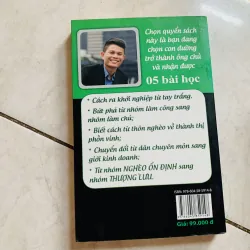 Chọn quyển sách
này là bạn đang
chọn con đường
trở thành ông chủ
và nhận được
05 bài học
• Cách ra khởi nghiệp từ tay trắng.
• Bứt phá từ nhóm làm công sang
nhóm làm chủ;
• Biết cách từ thôn nghèo về thành thị
phồn vinh;
• Chuyển đổi từ dân chuyên môn sang
giới kinh doanh;
• Từ nhóm NGHÈO ỔN ĐỊNH sang
nhóm THƯỢNG LƯU.
Giá: 99.000 đ